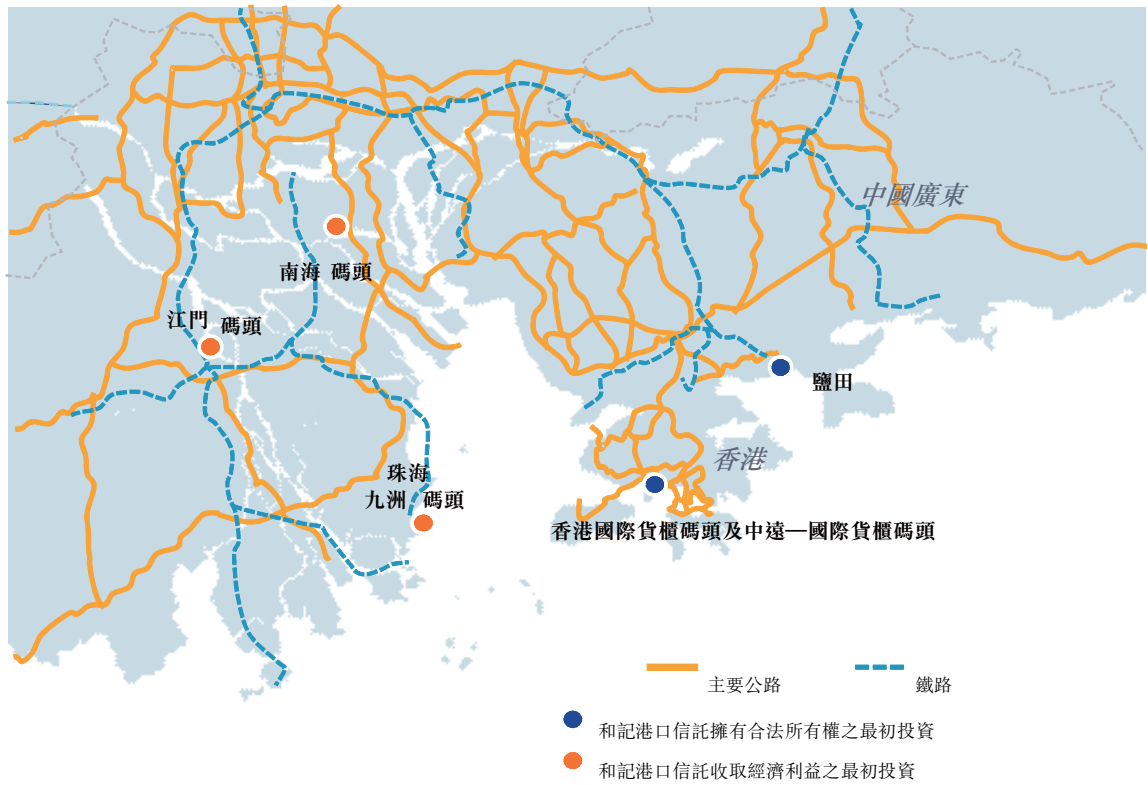 中國廣東
南海 碼頭
江門 碼頭
鹽田
香港
珠海
九洲 碼頭
香港國際貨櫃碼頭及中遠—國際貨櫃碼頭
主要公路
鐵路
和記港口信託擁有合法所有權之最初投資
和記港口信託收取經濟利益之最初投資